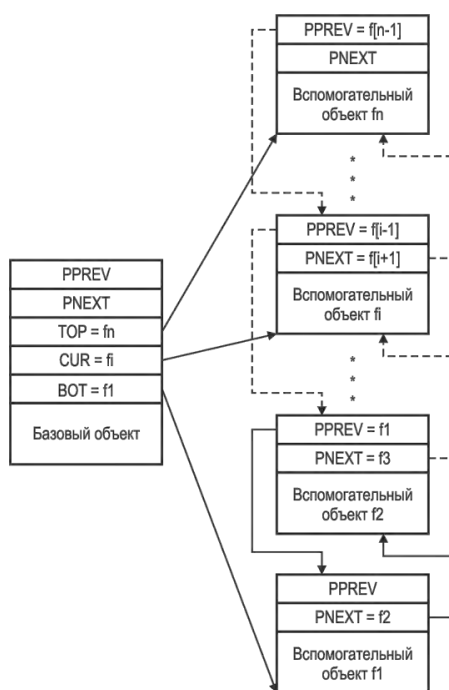 PPREV = f[n-1]
PNEXT
Вспомогательный
объект fn
*
*
*
PPREV = f[i-1]
PNEXT = f[i+1]
Вспомогательный
объект fi
*
*
*
PPREV
PNEXT
TOP = fn
CUR = fi
BOT = f1
Базовый объект
PPREV = f1
PNEXT = f3
Вспомогательный
объект f2
PPREV
PNEXT = f2
Вспомогательный
объект f1